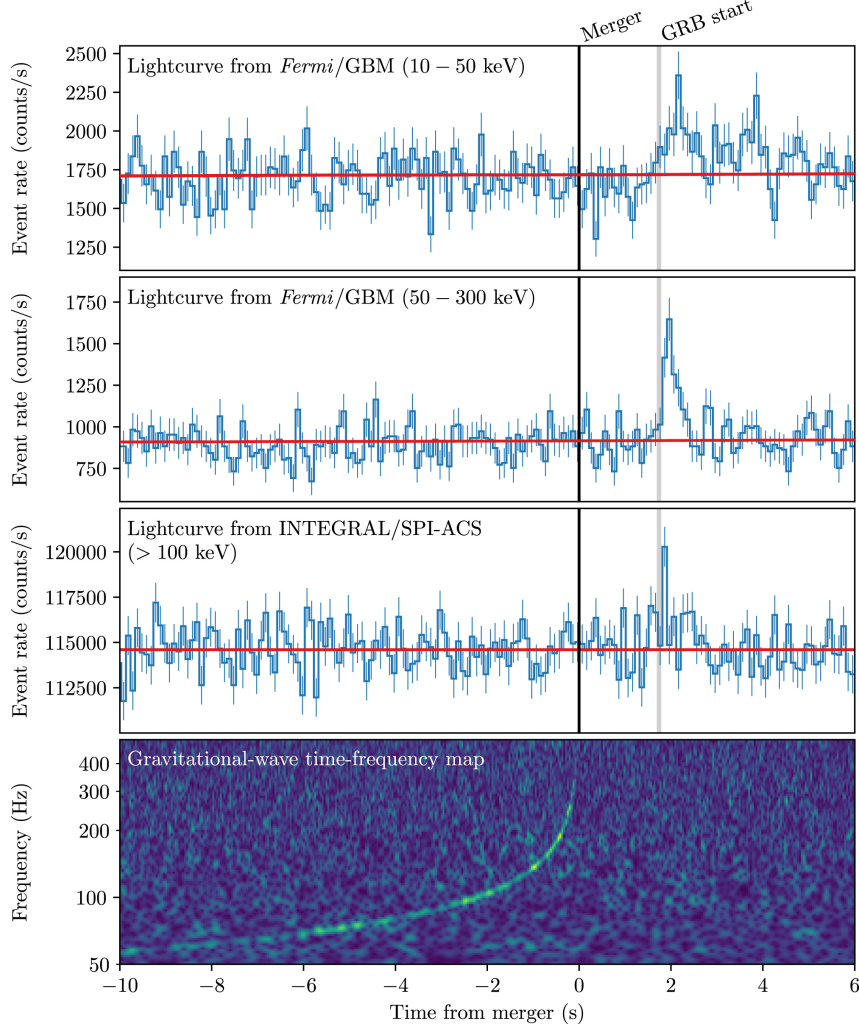 Merger
GRB start
Lightcurve from Fermi/GBM (10 − 50 keV)
Event rate (counts/s)
2500
2250
2000
1750
1500
1250
Lightcurve from Fermi/GBM (50 − 300 keV)
Event rate (counts/s)
1750
1500
1250
1000
750
Lightcurve from INTEGRAL/SPI-ACS
(> 100 keV)
Event rate (counts/s)
120000
117500
115000
112500
Gravitational-wave time-frequency map
Frequency (Hz)
400
300
200
100
50
−10 −8 −6 −4 −2 0 2 4 6
Time from merger (s)